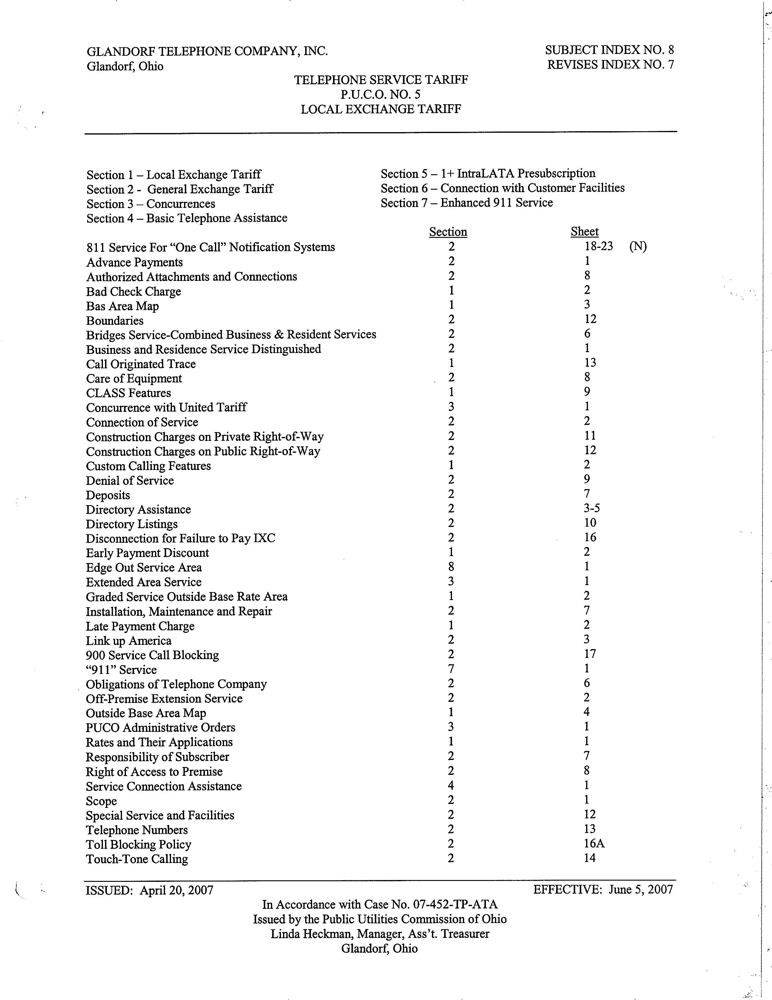 GLANDORF TELEPHONE COMPANY, INC. SUBJECT INDEX NO. 8
Glandorf, Ohio REVISES INDEX NO. 7
TELEPHONE SERVICE TARIFF
P.U.C.O. NO. 5
LOCAL EXCHANGE TARIFF
Section 1 – Local Exchange Tariff Section 5 – 1+ IntraLATA Presubscription
Section 2 - General Exchange Tariff Section 6 – Connection with Customer Facilities
Section 3 – Concurrences Section 7 – Enhanced 911 Service
Section 4 – Basic Telephone Assistance
Section Sheet
811 Service For “One Call” Notification Systems 2 18-23 (N)
Advance Payments 2 1
Authorized Attachments and Connections 2 8
Bad Check Charge 1 2
Bas Area Map 1 3
Boundaries 2 12
Bridges Service-Combined Business & Resident Services 2 6
Business and Residence Service Distinguished 2 1
Call Originated Trace 1 13
Care of Equipment 2 8
CLASS Features 1 9
Concurrence with United Tariff 3 1
Connection of Service 2 2
Construction Charges on Private Right-of-Way 2 11
Construction Charges on Public Right-of-Way 2 12
Custom Calling Features 1 2
Denial of Service 2 9
Deposits 2 7
Directory Assistance 2 3-5
Directory Listings 2 10
Disconnection for Failure to Pay IXC 2 16
Early Payment Discount 1 2
Edge Out Service Area 8 1
Extended Area Service 3 1
Graded Service Outside Base Rate Area 1 2
Installation, Maintenance and Repair 2 7
Late Payment Charge 1 2
Link up America 2 3
900 Service Call Blocking 2 17
“911” Service 7 1
Obligations of Telephone Company 2 6
Off-Premise Extension Service 2 2
Outside Base Area Map 1 4
PUCO Administrative Orders 3 1
Rates and Their Applications 1 1
Responsibility of Subscriber 2 7
Right of Access to Premise 2 8
Service Connection Assistance 4 1
Scope 2 1
Special Service and Facilities 2 12
Telephone Numbers 2 13
Toll Blocking Policy 2 16A
Touch-Tone Calling 2 14
ISSUED: April 20, 2007 EFFECTIVE: June 5, 2007
In Accordance with Case No. 07-452-TP-ATA
Issued by the Public Utilities Commission of Ohio
Linda Heckman, Manager, Ass’t. Treasurer
Glandorf, Ohio